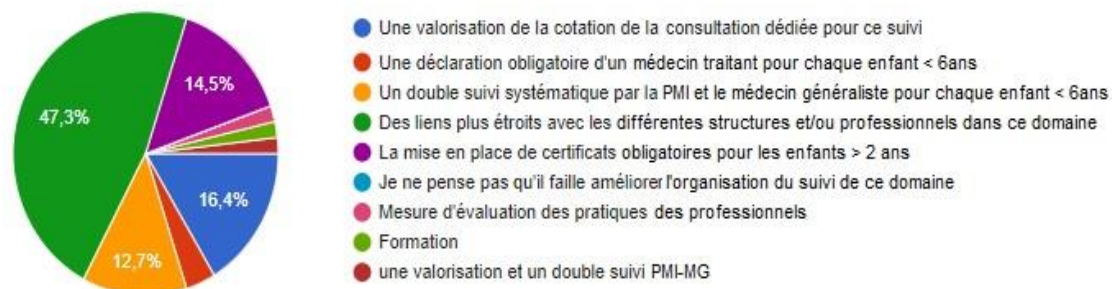 47,3%
14,5%
16,4%
12,7%
Une valorisation de la cotation de la consultation dédiée pour ce suivi
Une déclaration obligatoire d'un médecin traitant pour chaque enfant < 6ans
Un double suivi systématique par la PMI et le médecin généraliste pour chaque enfant < 6ans
Des liens plus étroits avec les différentes structures et/ou professionnels dans ce domaine
La mise en place de certificats obligatoires pour les enfants > 2 ans
Je ne pense pas qu'il faille améliorer l'organisation du suivi de ce domaine
Mesure d'évaluation des pratiques des professionnels
Formation
une valorisation et un double suivi PMI-MG